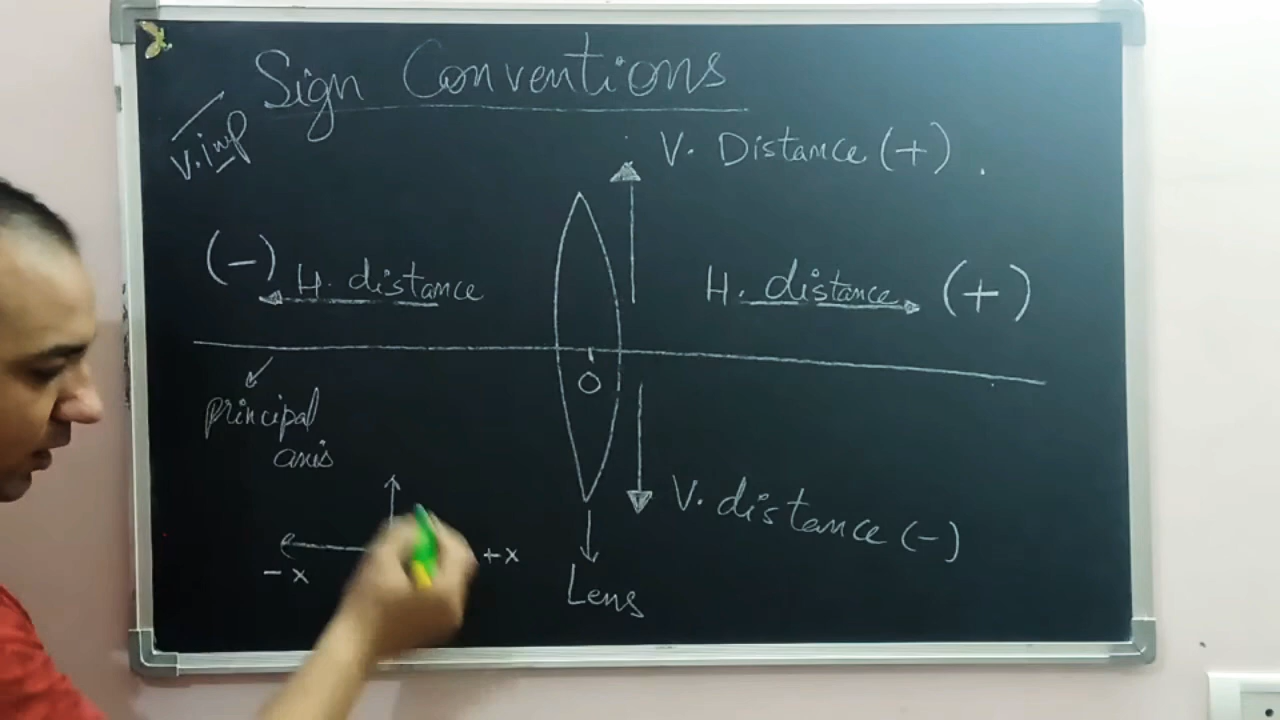 Sign Conventions
v.imp
V. Distance (+)
(-) H. distance
H. distance (+)
O
principal
axis
V. distance (-)
- x
+x
Lens